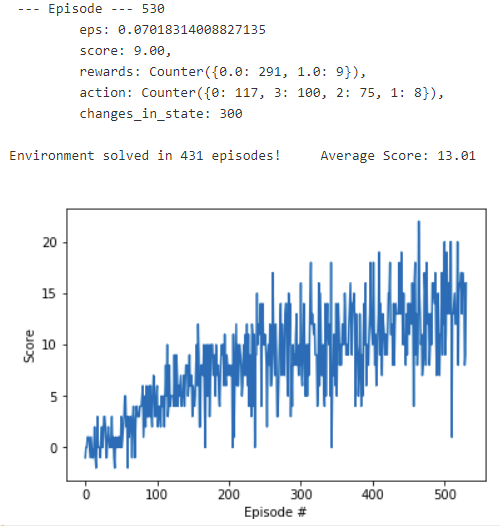 --- Episode --- 530
eps: 0.07018314008827135
score: 9.00,
rewards: Counter({0.0: 291, 1.0: 9}),
action: Counter({0: 117, 3: 100, 2: 75, 1: 8}),
changes_in_state: 300
Environment solved in 431 episodes! Average Score: 13.01
20
15
10
5
0
Score
0 100 200 300 400 500
Episode #